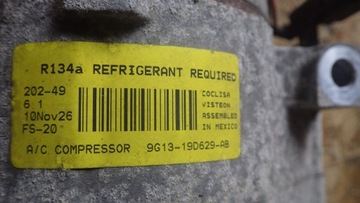 R134a REFRIGERANT REQUIRED
202-49
6 1
10Nov26
FS-20
COCLISA
VISTEON
ASSEMBLED
IN MEXICO
A/C COMPRESSOR 9G13-19D629-AB